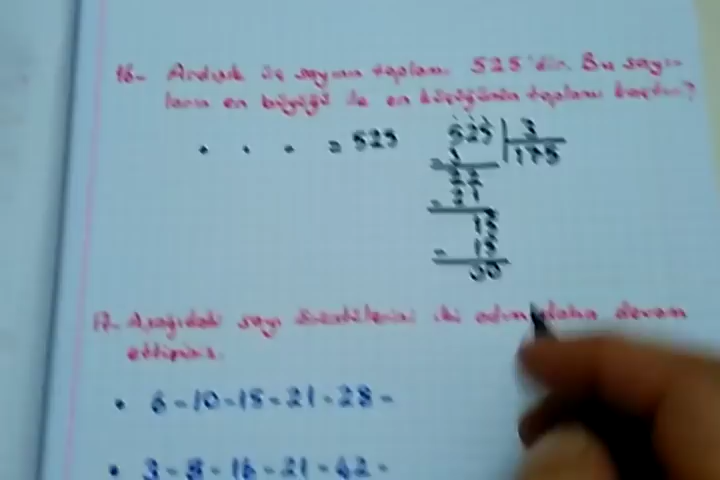 16- Ardışık üç sayının toplamı 525'dir. Bu sayı-
ların en büyüğü ile en küçüğünün toplamı kaçtır?
. . . = 525
525 | 3
175
- 3
22
- 21
15
- 15
00
17- Aşağıdaki sayı örüntülerini iki adım daha devam
ettiriniz.
• 6-10-15-21-28-
• 3-8-16-21-42-